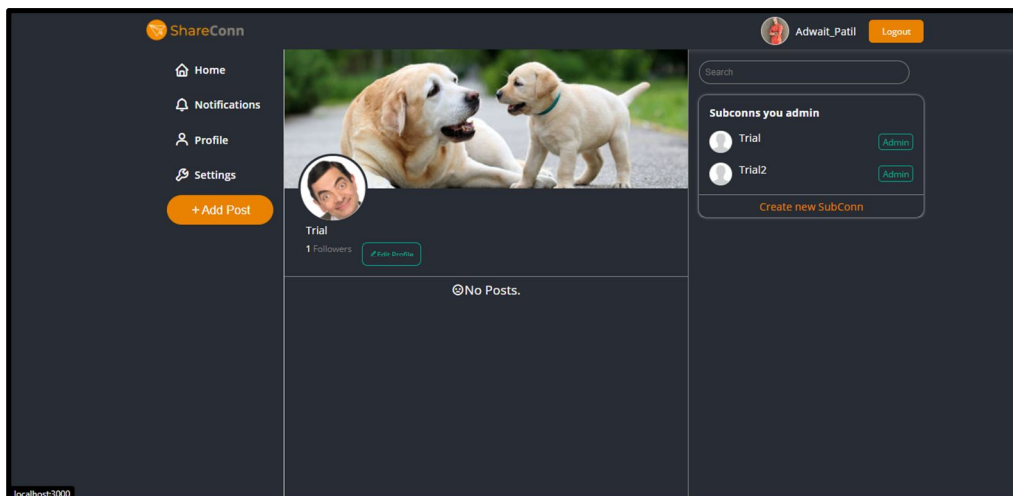 ShareConn
Adwait_Patil
Logout
Home
Notifications
Profile
Settings
+ Add Post
Trial
1 Followers
Edit Profile
No Posts.
Search
Subconns you admin
Trial
Admin
Trial2
Admin
Create new SubConn
localhost:3000